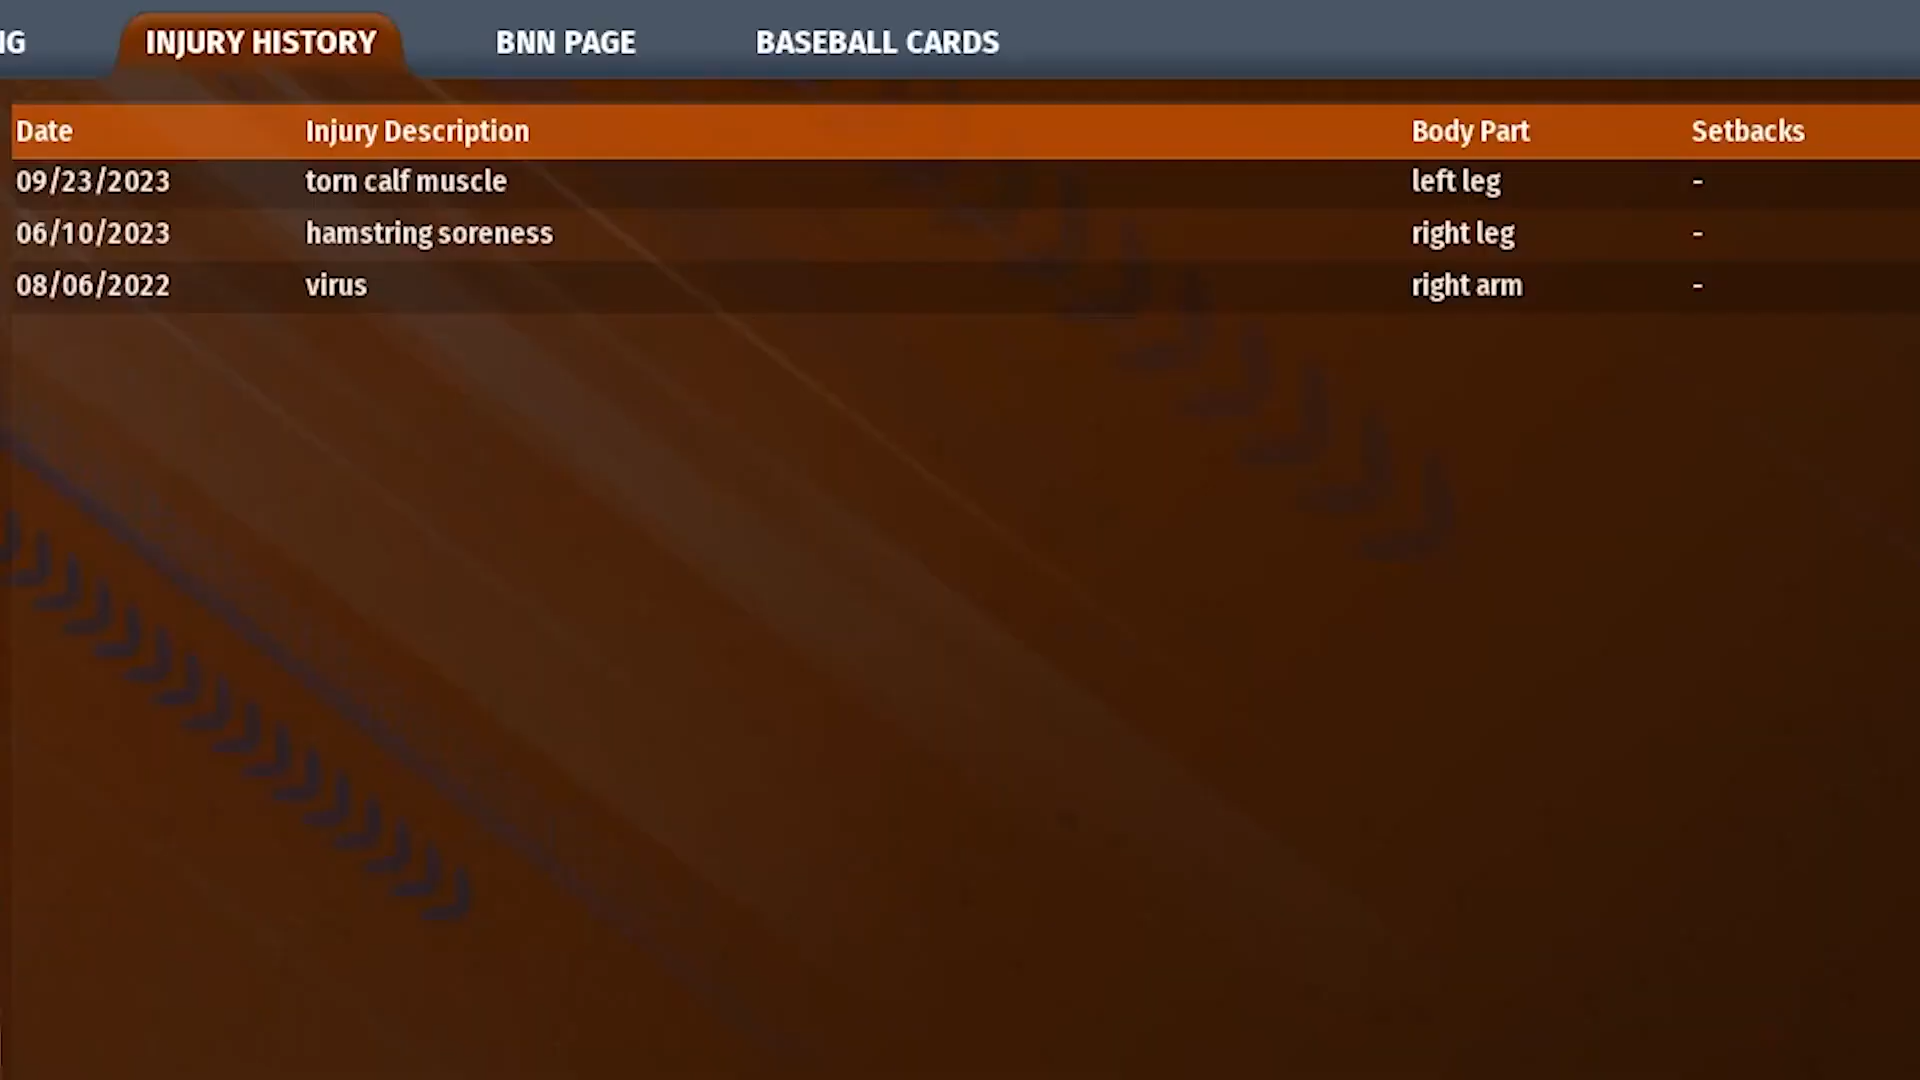 NG INJURY HISTORY BNN PAGE BASEBALL CARDS
Date Injury Description Body Part Setbacks
09/23/2023 torn calf muscle left leg -
06/10/2023 hamstring soreness right leg -
08/06/2022 virus right arm -